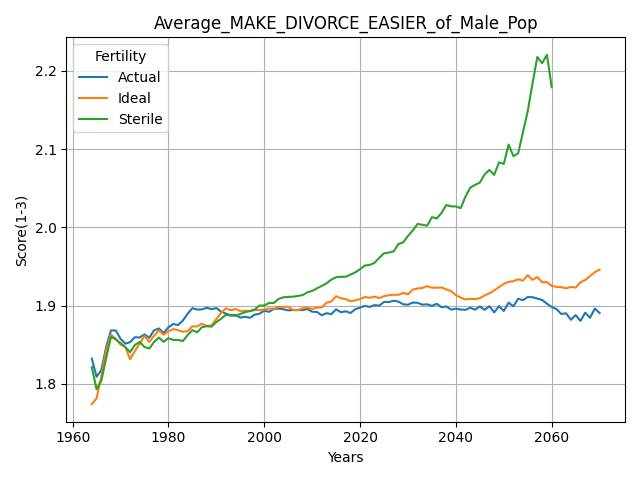 Average_MAKE_DIVORCE_EASIER_of_Male_Pop
Fertility
Actual
Ideal
Sterile
Score(1-3)
2.2
2.1
2.0
1.9
1.8
1960
1980
2000
2020
2040
2060
Years